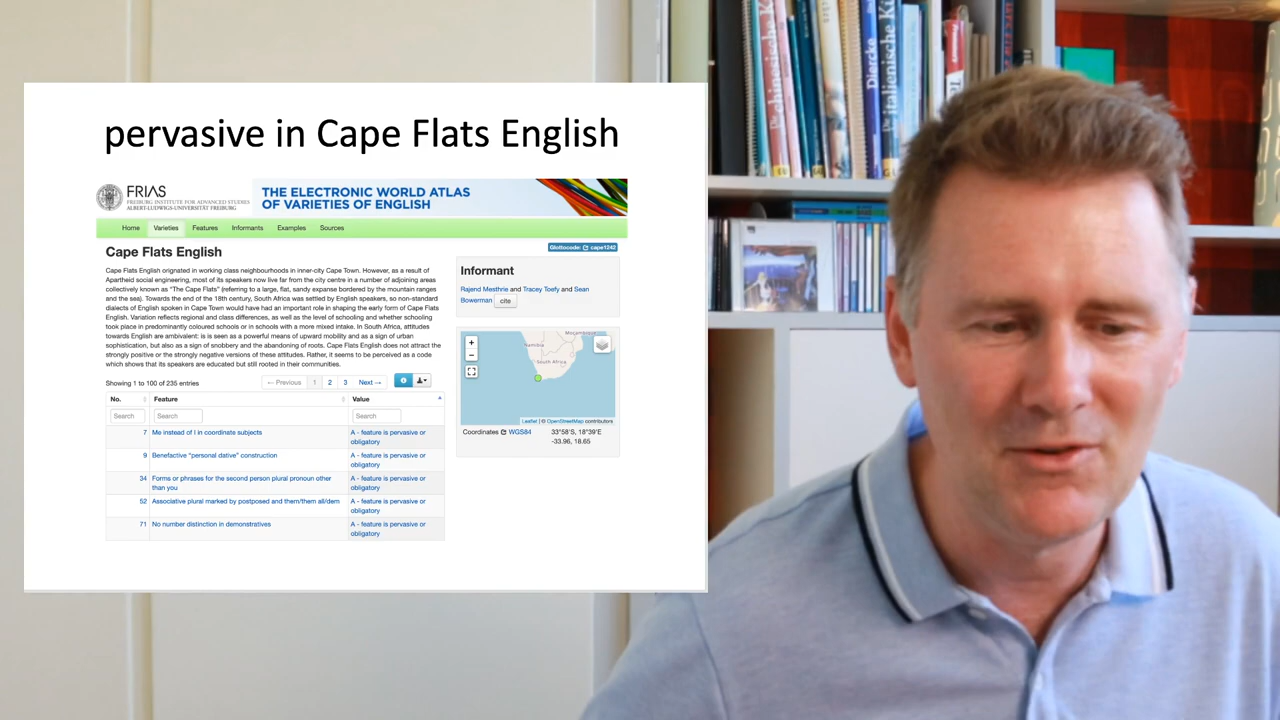 pervasive in Cape Flats English
FRIAS
FREIBURG INSTITUTE FOR ADVANCED STUDIES
ALBERT-LUDWIGS-UNIVERSITÄT FREIBURG
THE ELECTRONIC WORLD ATLAS
OF VARIETIES OF ENGLISH
Home Varieties Features Informants Examples Sources
Cape Flats English
Glottocode: cape1242
Cape Flats English originated in working class neighbourhoods in inner-city Cape Town. However, as a result of
Apartheid social engineering, most of its speakers now live far from the city centre in a number of adjoining areas
collectively known as "The Cape Flats" (referring to a large, flat, sandy expanse bordered by the mountain ranges
and the sea). Towards the end of the 18th century, South Africa was settled by English speakers, so non-standard
dialects of English spoken in Cape Town would have had an important role in shaping the early form of Cape Flats
English. Variation reflects regional and class differences, as well as the level of schooling and whether schooling
took place in predominantly coloured schools or in schools with a more mixed intake. In South Africa, attitudes
towards English are ambivalent: is is seen as a powerful means of upward mobility and as a sign of urban
sophistication, but also as a sign of snobbery and the abandoning of roots. Cape Flats English does not attract the
strongly positive or the strongly negative versions of these attitudes. Rather, it seems to be perceived as a code
which shows that its speakers are educated but still rooted in their communities.
Informant
Rajend Mesthrie and Tracey Toefy and Sean
Bowerman cite
Showing 1 to 100 of 235 entries
← Previous 1 2 3 Next →
No. Feature Value
Search Search Search
7 Me instead of I in coordinate subjects A - feature is pervasive or
obligatory
9 Benefactive "personal dative" construction A - feature is pervasive or
obligatory
34 Forms or phrases for the second person plural pronoun other A - feature is pervasive or
than you obligatory
52 Associative plural marked by postposed and them/them all/dem A - feature is pervasive or
obligatory
71 No number distinction in demonstratives A - feature is pervasive or
obligatory
+
−
Namibia
South Africa
Leaflet | © OpenStreetMap contributors
Coordinates WGS84 33°58'S, 18°39'E
-33.96, 18.65
Diercke